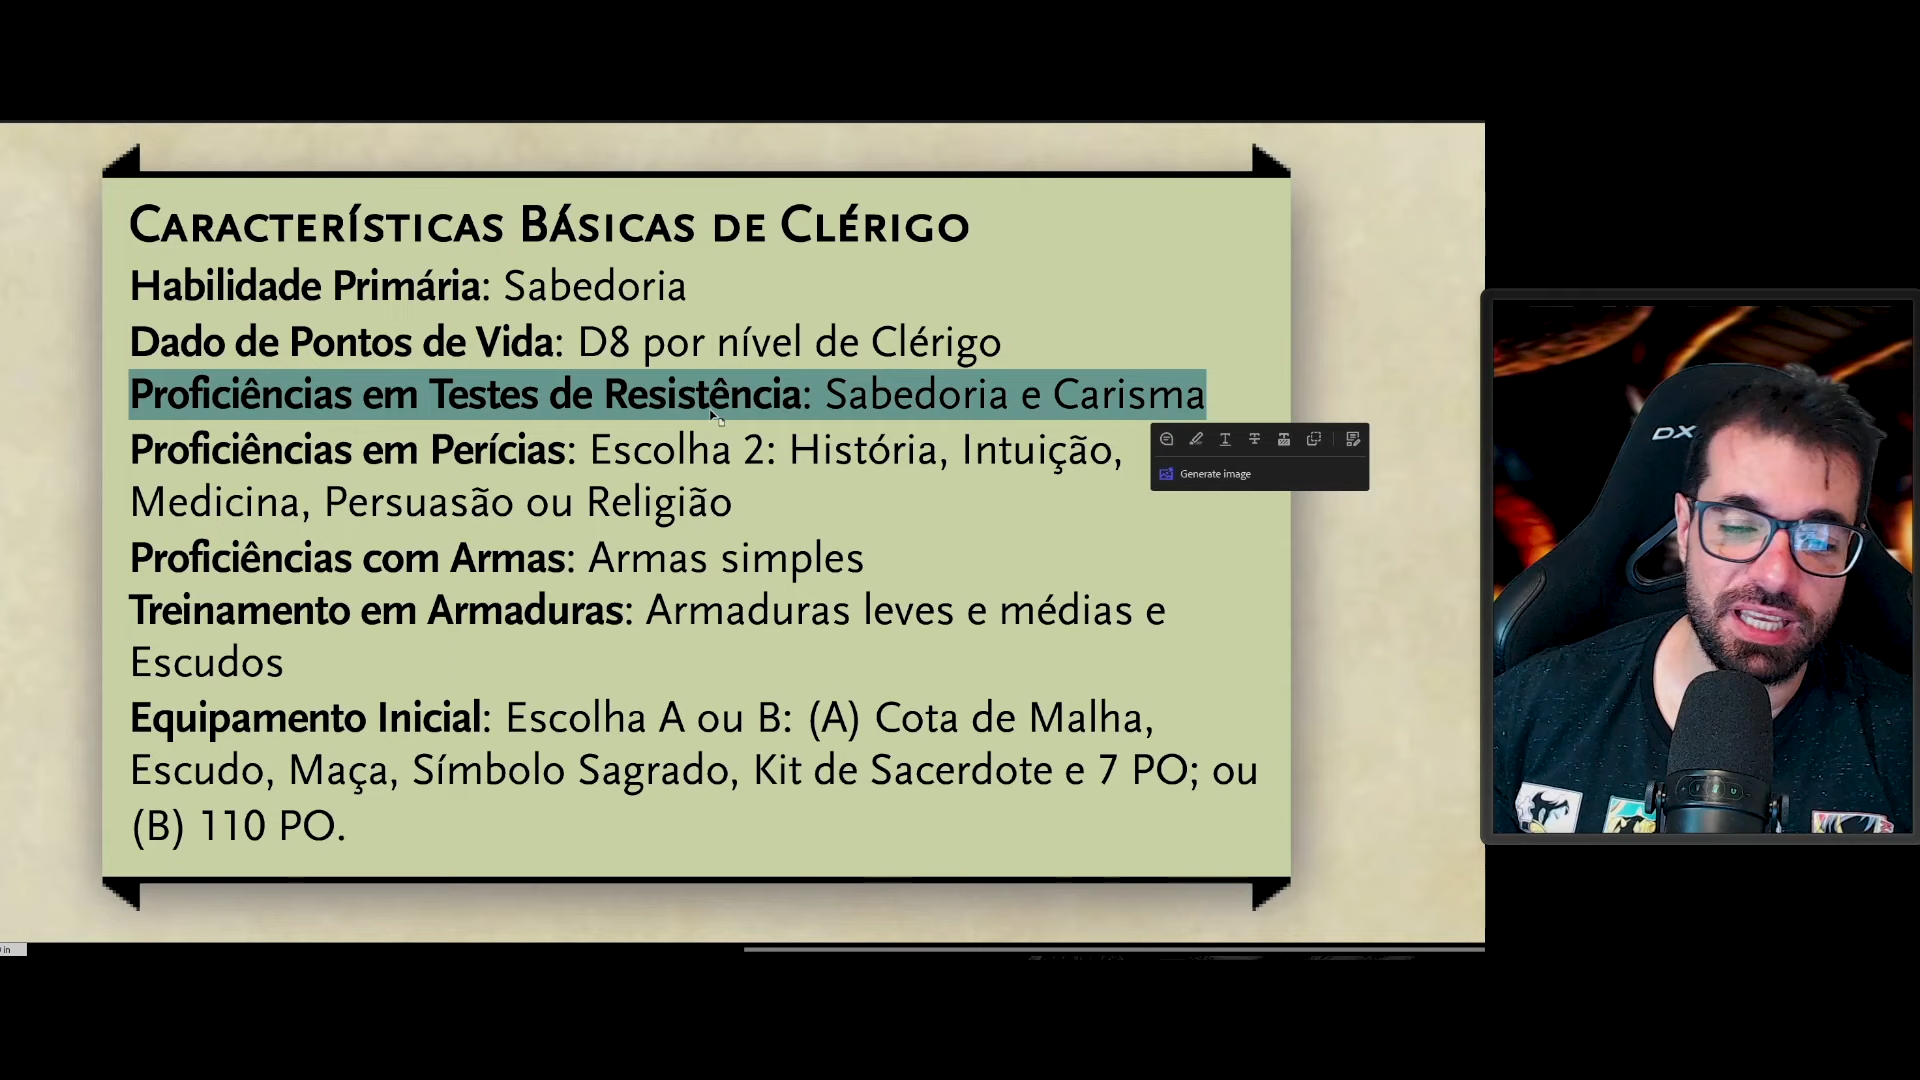 Características Básicas de Clérigo
Habilidade Primária: Sabedoria
Dado de Pontos de Vida: D8 por nível de Clérigo
Proficiências em Testes de Resistência: Sabedoria e Carisma
Proficiências em Perícias: Escolha 2: História, Intuição,
Medicina, Persuasão ou Religião
Proficiências com Armas: Armas simples
Treinamento em Armaduras: Armaduras leves e médias e
Escudos
Equipamento Inicial: Escolha A ou B: (A) Cota de Malha,
Escudo, Maça, Símbolo Sagrado, Kit de Sacerdote e 7 PO; ou
(B) 110 PO.
Generate image
DX
in